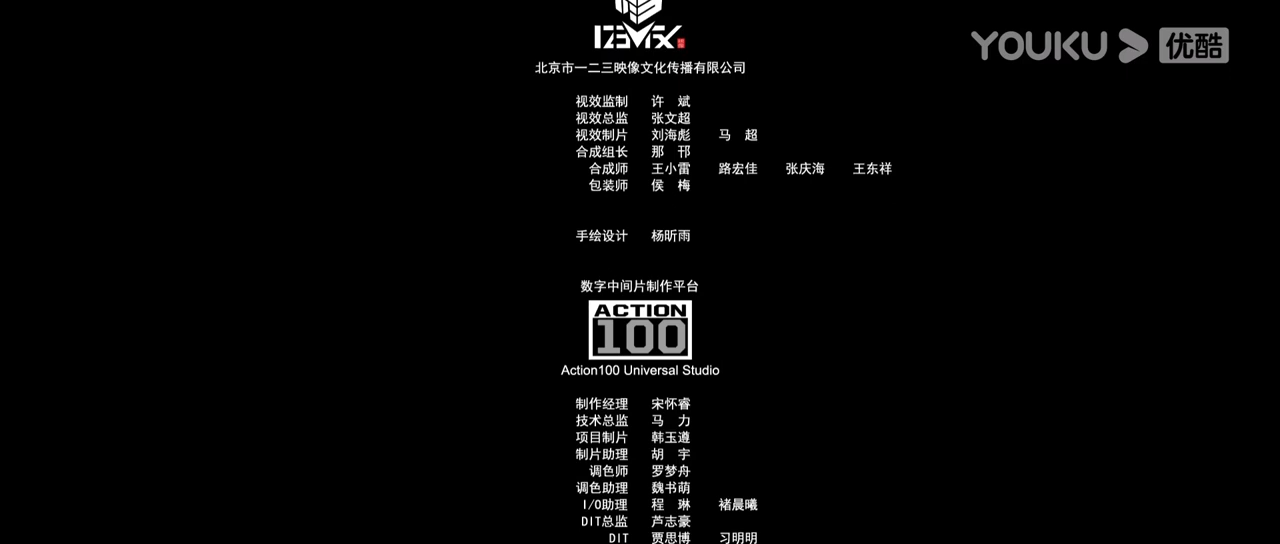 123VFX
YOUKU 优酷
北京市一二三映像文化传播有限公司
视效监制 许 斌
视效总监 张文超
视效制片 刘海彪 马 超
合成组长 那 邗
合成师 王小雷 路宏佳 张庆海 王东祥
包装师 侯 梅
手绘设计 杨昕雨
数字中间片制作平台
ACTION
100
Action100 Universal Studio
制作经理 宋怀睿
技术总监 马 力
项目制片 韩玉遵
制片助理 胡 宇
调色师 罗梦舟
调色助理 魏书萌
I/O助理 程 琳 褚晨曦
DIT总监 芦志豪
DIT 贾思博 习明明